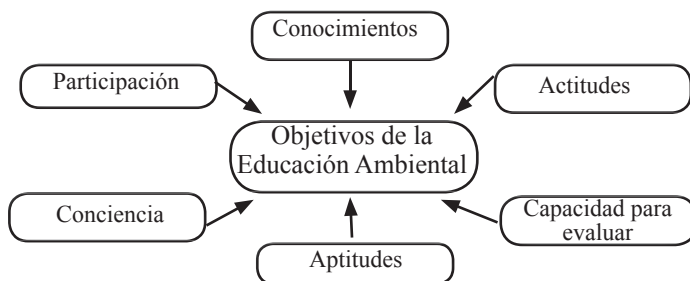 Conocimientos
Participación
Actitudes
Objetivos de la
Educación Ambiental
Conciencia
Capacidad para
evaluar
Aptitudes